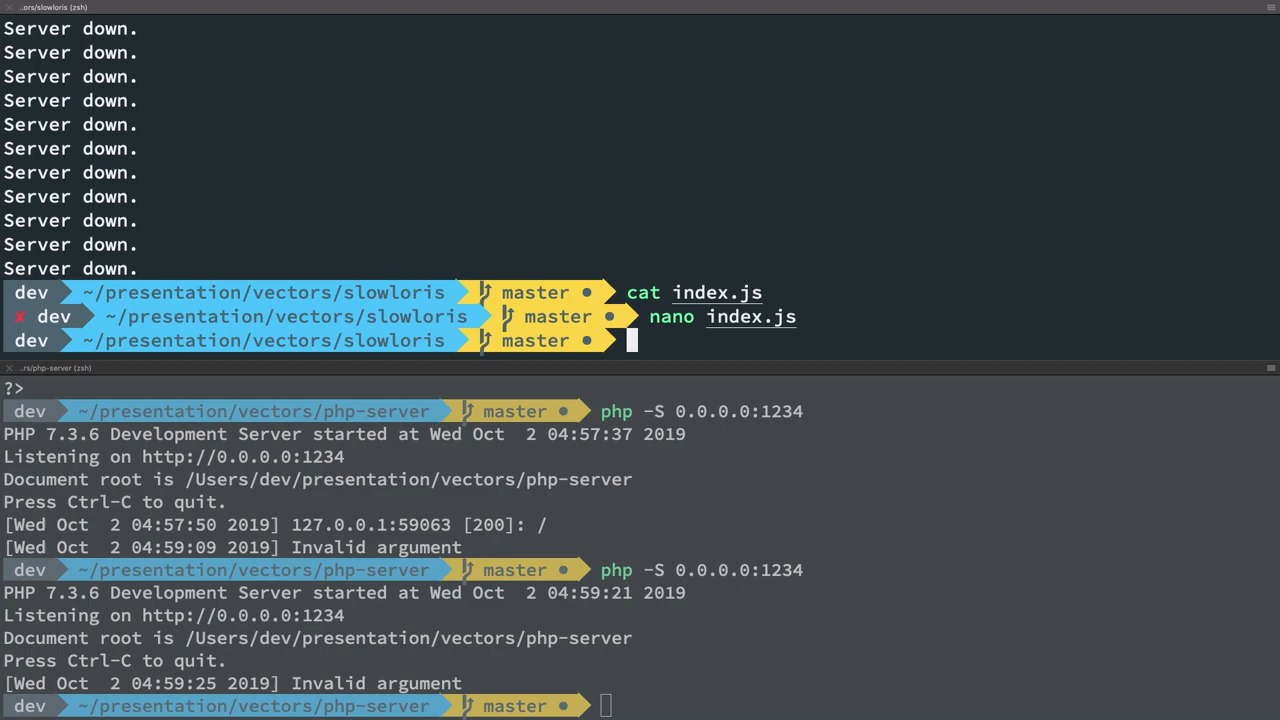 ..ors/slowloris (zsh)
Server down.
Server down.
Server down.
Server down.
Server down.
Server down.
Server down.
Server down.
Server down.
Server down.
Server down.
dev ~/presentation/vectors/slowloris master ● cat index.js
✘ dev ~/presentation/vectors/slowloris master ● nano index.js
dev ~/presentation/vectors/slowloris master ●
..rs/php-server (zsh)
?>
dev ~/presentation/vectors/php-server master ● php -S 0.0.0.0:1234
PHP 7.3.6 Development Server started at Wed Oct  2 04:57:37 2019
Listening on http://0.0.0.0:1234
Document root is /Users/dev/presentation/vectors/php-server
Press Ctrl-C to quit.
[Wed Oct  2 04:57:50 2019] 127.0.0.1:59063 [200]: /
[Wed Oct  2 04:59:09 2019] Invalid argument
dev ~/presentation/vectors/php-server master ● php -S 0.0.0.0:1234
PHP 7.3.6 Development Server started at Wed Oct  2 04:59:21 2019
Listening on http://0.0.0.0:1234
Document root is /Users/dev/presentation/vectors/php-server
Press Ctrl-C to quit.
[Wed Oct  2 04:59:25 2019] Invalid argument
dev ~/presentation/vectors/php-server master ●